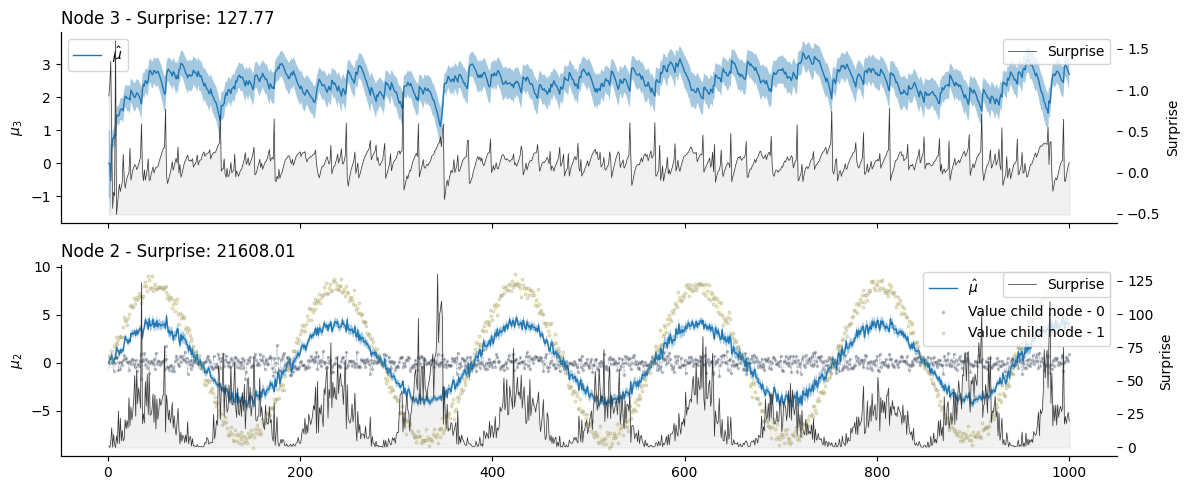 Node 3 - Surprise: 127.77
μ̂
Surprise
3
2
1
0
−1
μ₃
1.5
1.0
0.5
0.0
−0.5
Surprise
Node 2 - Surprise: 21608.01
μ̂
Value child node - 0
Value child node - 1
Surprise
10
5
0
−5
μ₂
125
100
75
50
25
0
Surprise
0
200
400
600
800
1000